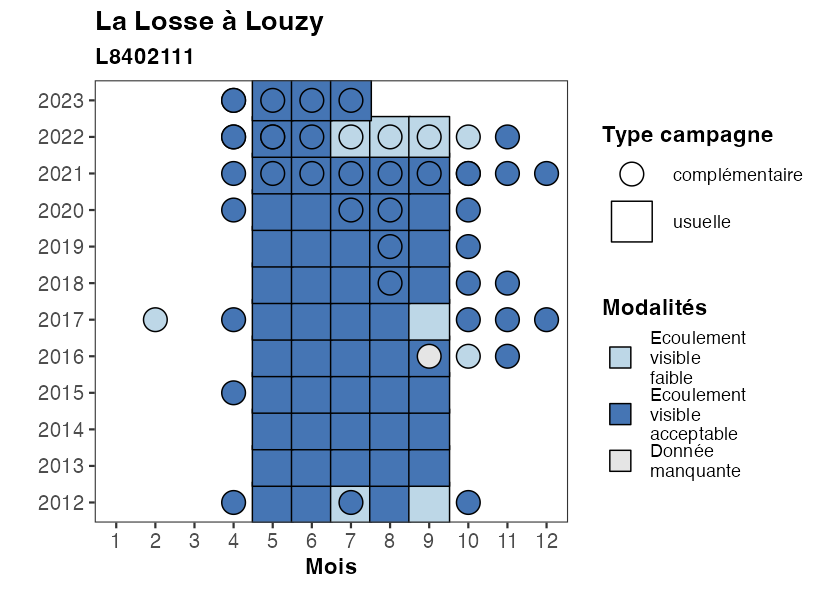 La Losse à Louzy
L8402111
2023
2022
2021
2020
2019
2018
2017
2016
2015
2014
2013
2012
1 2 3 4 5 6 7 8 9 10 11 12
Mois
Type campagne
complémentaire
usuelle
Modalités
Ecoulement
visible
faible
Ecoulement
visible
acceptable
Donnée
manquante